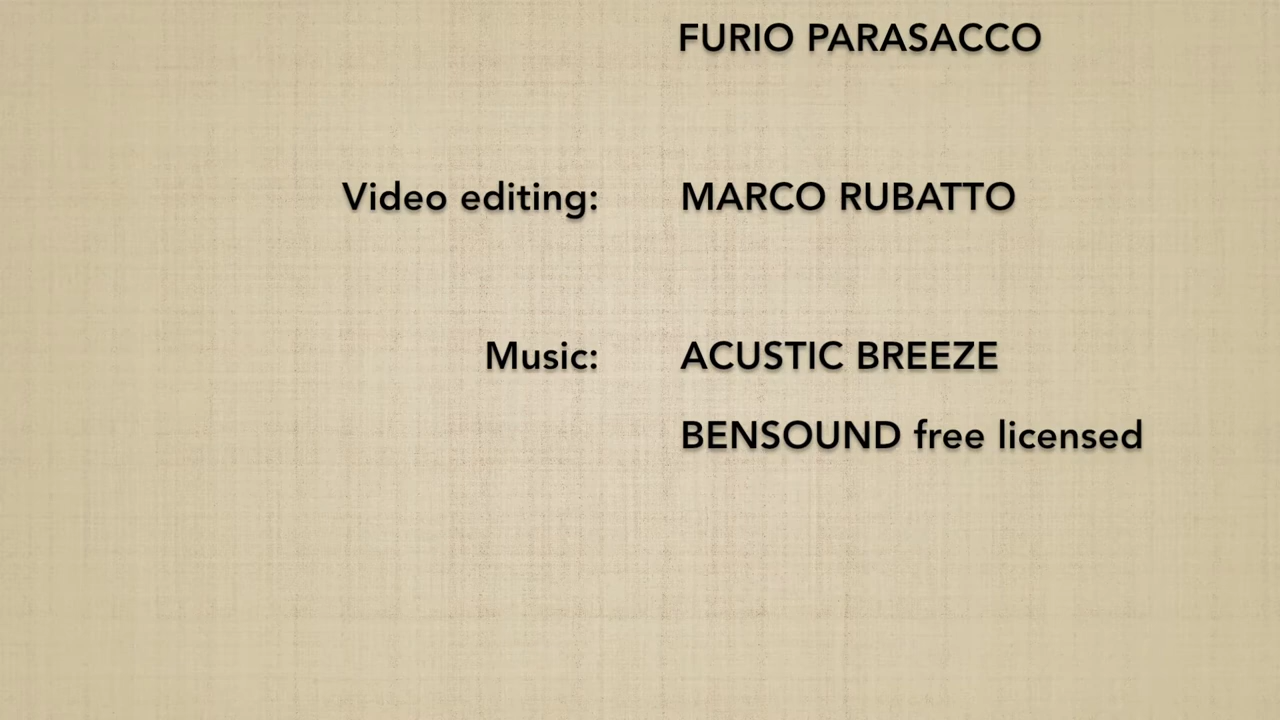 FURIO PARASACCO
Video editing: MARCO RUBATTO
Music: ACUSTIC BREEZE
BENSOUND free licensed